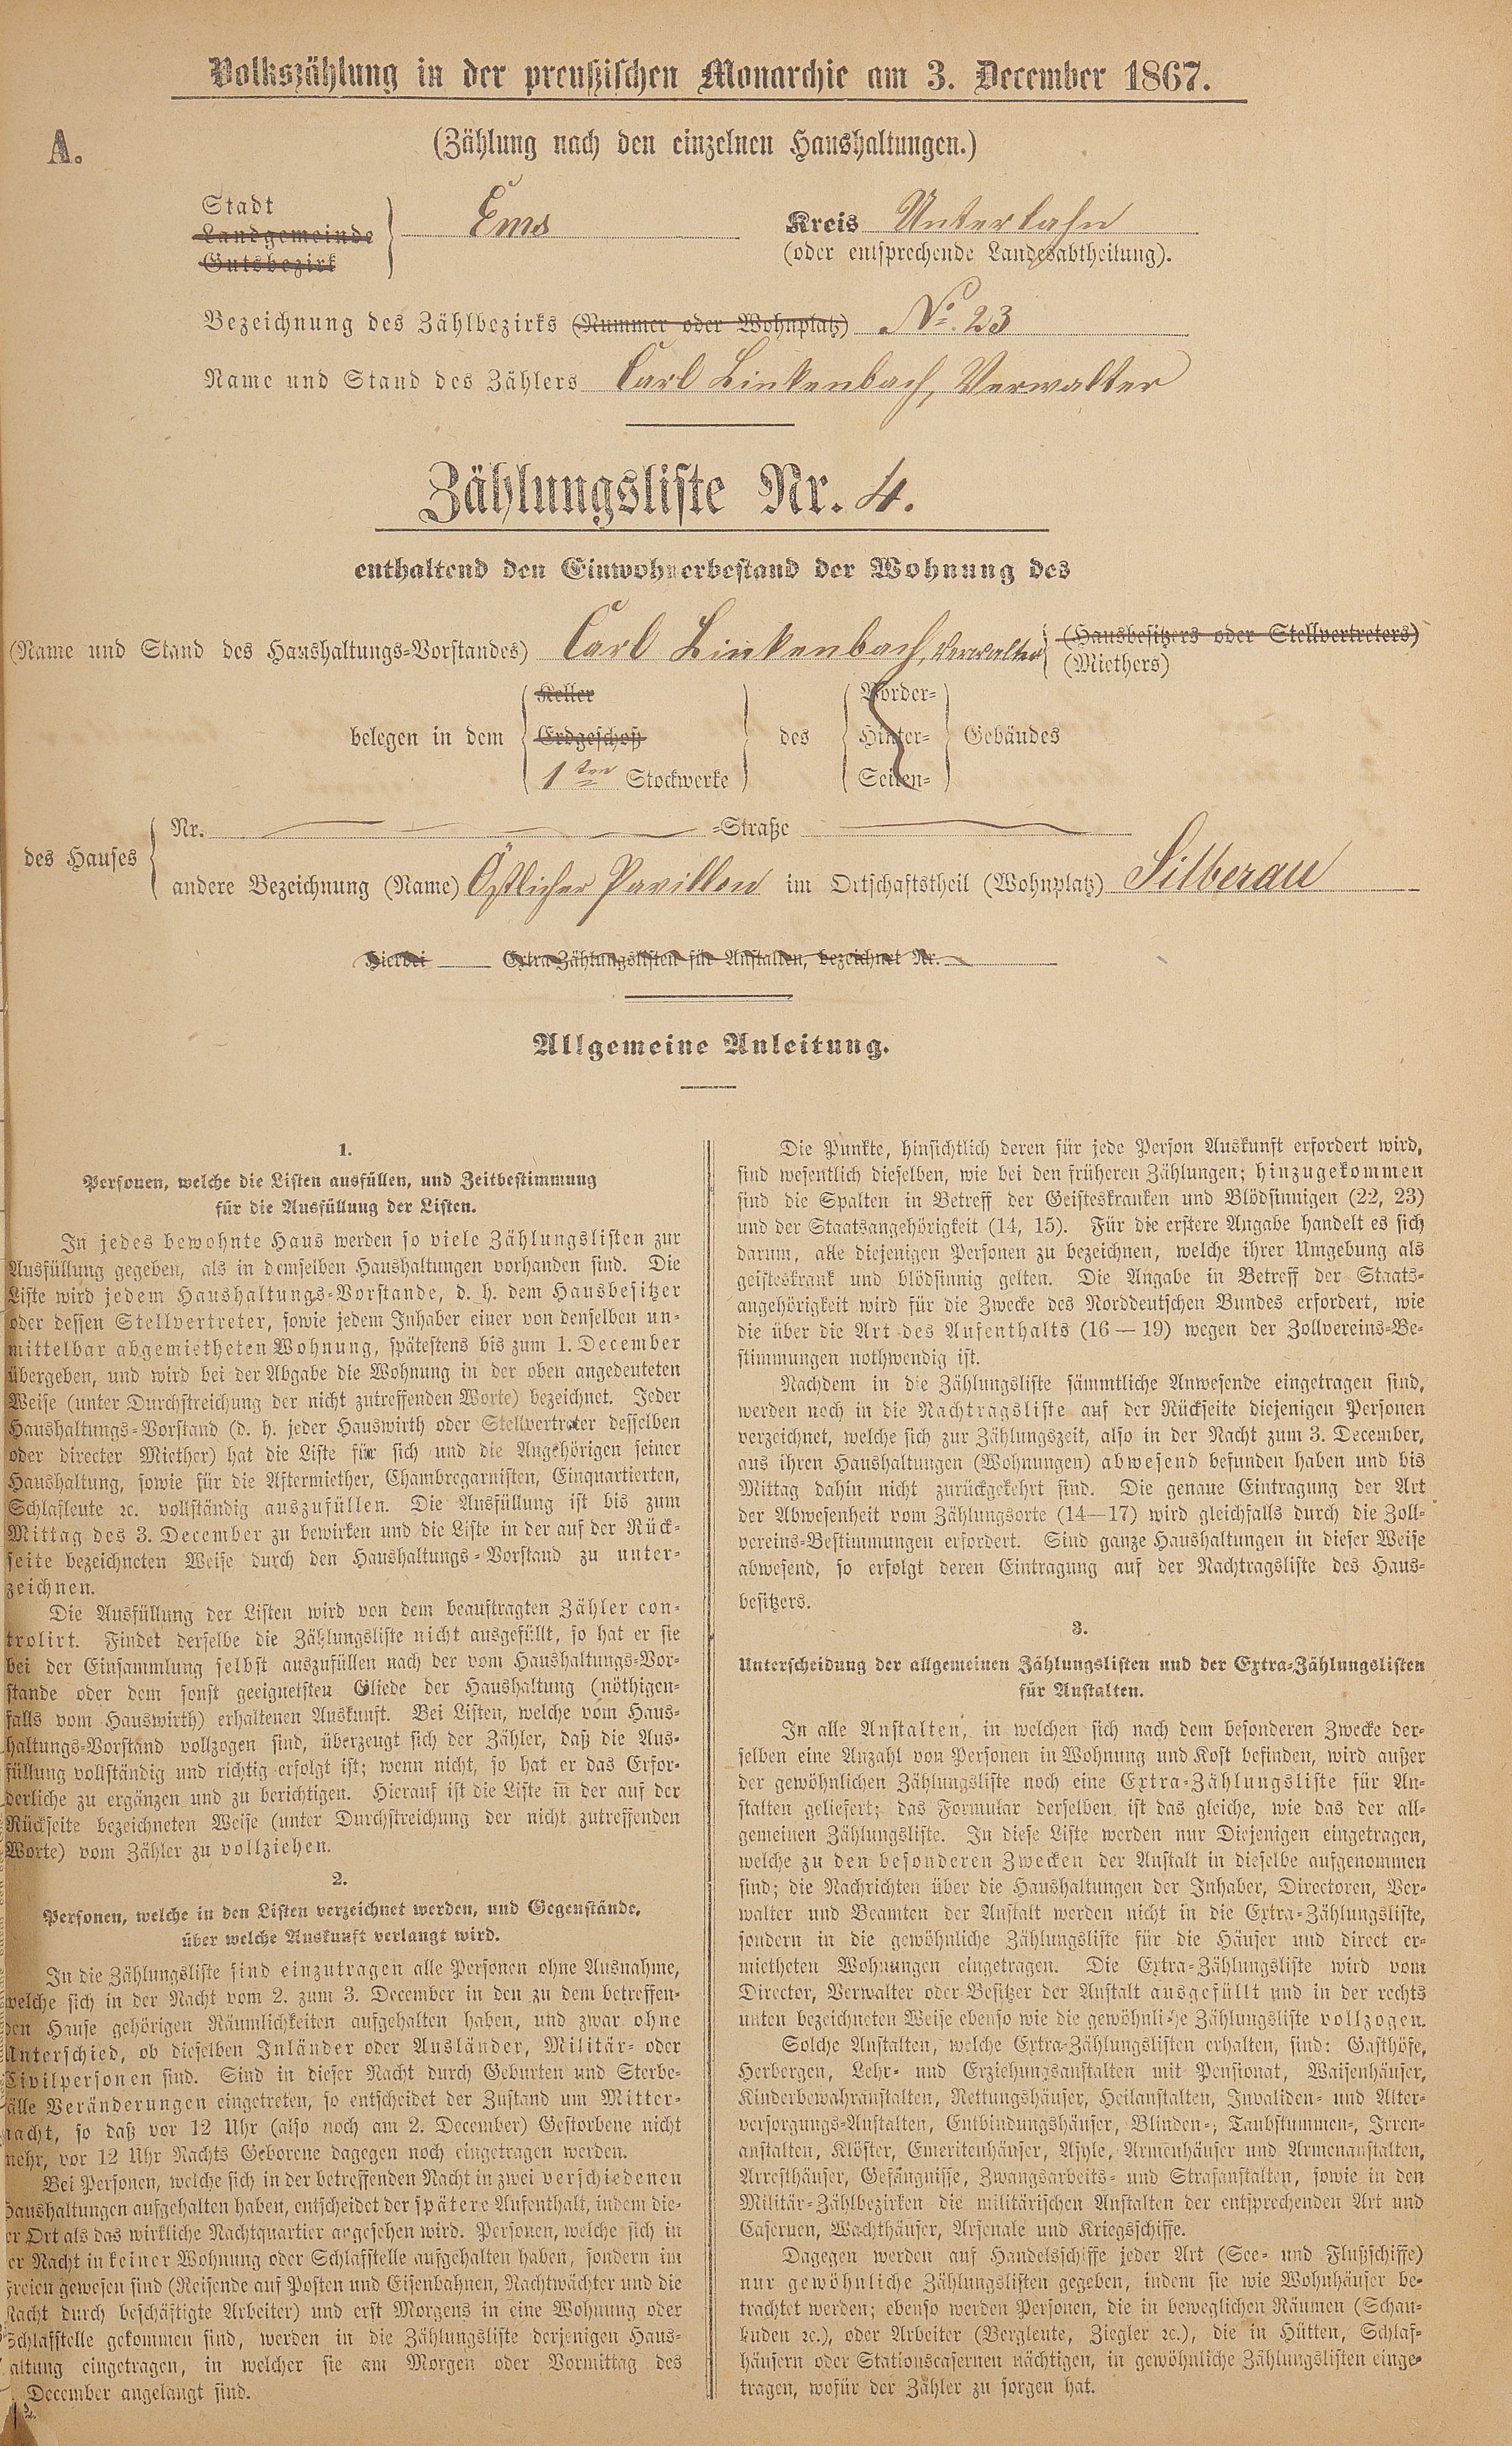 Volkszählung in der preußischen Monarchie am 3. December 1867.
A.
(Zählung nach den einzelnen Haushaltungen.)
Stadt
Landgemeinde
Gutsbezirk
Ems
Kreis Unterlahn
(oder entsprechende Landesabtheilung).
Bezeichnung des Zählbezirks (Nummer oder Wohnplatz) No. 23
Name und Stand des Zählers Carl Linkenbach, Verwalter
Zählungsliste Nr. 4.
enthaltend den Einwohnerbestand der Wohnung des
(Name und Stand des Haushaltungs-Vorstandes) Carl Linkenbach, Verwalter
(Hausbesitzers oder Stellvertreters)
(Miethers)
belegen in dem
Keller
Erdgeschoß
1ten Stockwerke
des
Vorder-
Hinter-
Seiten-
Gebäudes
des Hauses
Nr. -Straße
andere Bezeichnung (Name) Östlicher Pavillon im Ortschaftstheil (Wohnplatz) Silberau
Hierbei Extra-Zählungslisten für Anstalten, bezeichnet Nr.
Allgemeine Anleitung.
1.
Personen, welche die Listen ausfüllen, und Zeitbestimmung
für die Ausfüllung der Listen.
In jedes bewohnte Haus werden so viele Zählungslisten zur
Ausfüllung gegeben, als in demselben Haushaltungen vorhanden sind. Die
Liste wird jedem Haushaltungs-Vorstande, d. h. dem Hausbesitzer
oder dessen Stellvertreter, sowie jedem Inhaber einer von denselben un-
mittelbar abgemietheten Wohnung, spätestens bis zum 1. December
übergeben, und wird bei der Abgabe die Wohnung in der oben angedeuteten
Weise (unter Durchstreichung der nicht zutreffenden Worte) bezeichnet. Jeder
Haushaltungs-Vorstand (d. h. jeder Hauswirth oder Stellvertreter desselben
oder directer Miether) hat die Liste für sich und die Angehörigen seiner
Haushaltung, sowie für die Aftermiether, Chambregarnisten, Einquartierten,
Schlafleute ꝛc. vollständig auszufüllen. Die Ausfüllung ist bis zum
Mittag des 3. December zu bewirken und die Liste in der auf der Rück-
seite bezeichneten Weise durch den Haushaltungs-Vorstand zu unter-
zeichnen.
Die Ausfüllung der Listen wird von dem beauftragten Zähler con-
trolirt. Findet derselbe die Zählungsliste nicht ausgefüllt, so hat er sie
bei der Einsammlung selbst auszufüllen nach der vom Haushaltungs-Vor-
stande oder dem sonst geeignetsten Gliede der Haushaltung (nöthigen-
falls vom Hauswirth) erhaltenen Auskunft. Bei Listen, welche vom Haus-
haltungs-Vorstand vollzogen sind, überzeugt sich der Zähler, daß die Aus-
füllung vollständig und richtig erfolgt ist; wenn nicht, so hat er das Erfor-
derliche zu ergänzen und zu berichtigen. Hierauf ist die Liste in der auf der
Rückseite bezeichneten Weise (unter Durchstreichung der nicht zutreffenden
Worte) vom Zähler zu vollziehen.
2.
Personen, welche in den Listen verzeichnet werden, und Gegenstände,
über welche Auskunft verlangt wird.
In die Zählungsliste sind einzutragen alle Personen ohne Ausnahme,
welche sich in der Nacht vom 2. zum 3. December in den zu dem betreffen-
den Hause gehörigen Räumlichkeiten aufgehalten haben, und zwar ohne
Unterschied, ob dieselben Inländer oder Ausländer, Militär- oder
Civilpersonen sind. Sind in dieser Nacht durch Geburten und Sterbe-
fälle Veränderungen eingetreten, so entscheidet der Zustand um Mitter-
nacht, so daß vor 12 Uhr (also noch am 2. December) Gestorbene nicht
mehr, vor 12 Uhr Nachts Geborene dagegen noch eingetragen werden.
Bei Personen, welche sich in der betreffenden Nacht in zwei verschiedenen
Haushaltungen aufgehalten haben, entscheidet der spätere Aufenthalt, indem die-
er Ort als das wirkliche Nachtquartier angesehen wird. Personen, welche sich in
er Nacht in keiner Wohnung oder Schlafstelle aufgehalten haben, sondern im
Freien gewesen sind (Reisende auf Posten und Eisenbahnen, Nachtwächter und die
Nacht durch beschäftigte Arbeiter) und erst Morgens in eine Wohnung oder
Schlafstelle gekommen sind, werden in die Zählungsliste derjenigen Haus-
altung eingetragen, in welcher sie am Morgen oder Vormittag des
December angelangt sind.
Die Punkte, hinsichtlich deren für jede Person Auskunft erfordert wird,
sind wesentlich dieselben, wie bei den früheren Zählungen; hinzugekommen
sind die Spalten in Betreff der Geisteskranken und Blödsinnigen (22, 23)
und der Staatsangehörigkeit (14, 15). Für die erstere Angabe handelt es sich
darum, alle diejenigen Personen zu bezeichnen, welche ihrer Umgebung als
geisteskrank und blödsinnig gelten. Die Angabe in Betreff der Staats-
angehörigkeit wird für die Zwecke des Norddeutschen Bundes erfordert, wie
die über die Art des Aufenthalts (16 — 19) wegen der Zollvereins-Be-
stimmungen nothwendig ist.
Nachdem in die Zählungsliste sämmtliche Anwesende eingetragen sind,
werden noch in die Nachtragsliste auf der Rückseite diejenigen Personen
verzeichnet, welche sich zur Zählungszeit, also in der Nacht zum 3. December,
aus ihren Haushaltungen (Wohnungen) abwesend befunden haben und bis
Mittag dahin nicht zurückgekehrt sind. Die genaue Eintragung der Art
der Abwesenheit vom Zählungsorte (14—17) wird gleichfalls durch die Zoll-
vereins-Bestimmungen erfordert. Sind ganze Haushaltungen in dieser Weise
abwesend, so erfolgt deren Eintragung auf der Nachtragsliste des Haus-
besitzers.
3.
Unterscheidung der allgemeinen Zählungslisten und der Extra-Zählungslisten
für Anstalten.
In alle Anstalten, in welchen sich nach dem besonderen Zwecke der-
selben eine Anzahl von Personen in Wohnung und Kost befinden, wird außer
der gewöhnlichen Zählungsliste noch eine Extra-Zählungsliste für An-
stalten geliefert; das Formular derselben ist das gleiche, wie das der all-
gemeinen Zählungsliste. In diese Liste werden nur Diejenigen eingetragen,
welche zu den besonderen Zwecken der Anstalt in dieselbe aufgenommen
sind; die Nachrichten über die Haushaltungen der Inhaber, Directoren, Ver-
walter und Beamten der Anstalt werden nicht in die Extra-Zählungsliste,
sondern in die gewöhnliche Zählungsliste für die Häuser und direct er-
mietheten Wohnungen eingetragen. Die Extra-Zählungsliste wird vom
Director, Verwalter oder Besitzer der Anstalt ausgefüllt und in der rechts
unten bezeichneten Weise ebenso wie die gewöhnliche Zählungsliste vollzogen.
Solche Anstalten, welche Extra-Zählungslisten erhalten, sind: Gasthöfe,
Herbergen, Lehr- und Erziehungsanstalten mit Pensionat, Waisenhäuser,
Kinderbewahranstalten, Rettungshäuser, Heilanstalten, Invaliden- und Alter-
versorgungs-Anstalten, Entbindungshäuser, Blinden-, Taubstummen-, Irren-
anstalten, Klöster, Emeritenhäuser, Asyle, Armenhäuser und Armenanstalten,
Arresthäuser, Gefängnisse, Zwangsarbeits- und Strafanstalten, sowie in den
Militär-Zählbezirken die militärischen Anstalten der entsprechenden Art und
Casernen, Wachthäuser, Arsenale und Kriegsschiffe.
Dagegen werden auf Handelsschiffe jeder Art (See- und Flußschiffe)
nur gewöhnliche Zählungslisten gegeben, indem sie wie Wohnhäuser be-
trachtet werden; ebenso werden Personen, die in beweglichen Räumen (Schau-
buden ꝛc.), oder Arbeiter (Bergleute, Ziegler ꝛc.), die in Hütten, Schlaf-
häusern oder Stationscasernen nächtigen, in gewöhnliche Zählungslisten einge-
tragen, wofür der Zähler zu sorgen hat.